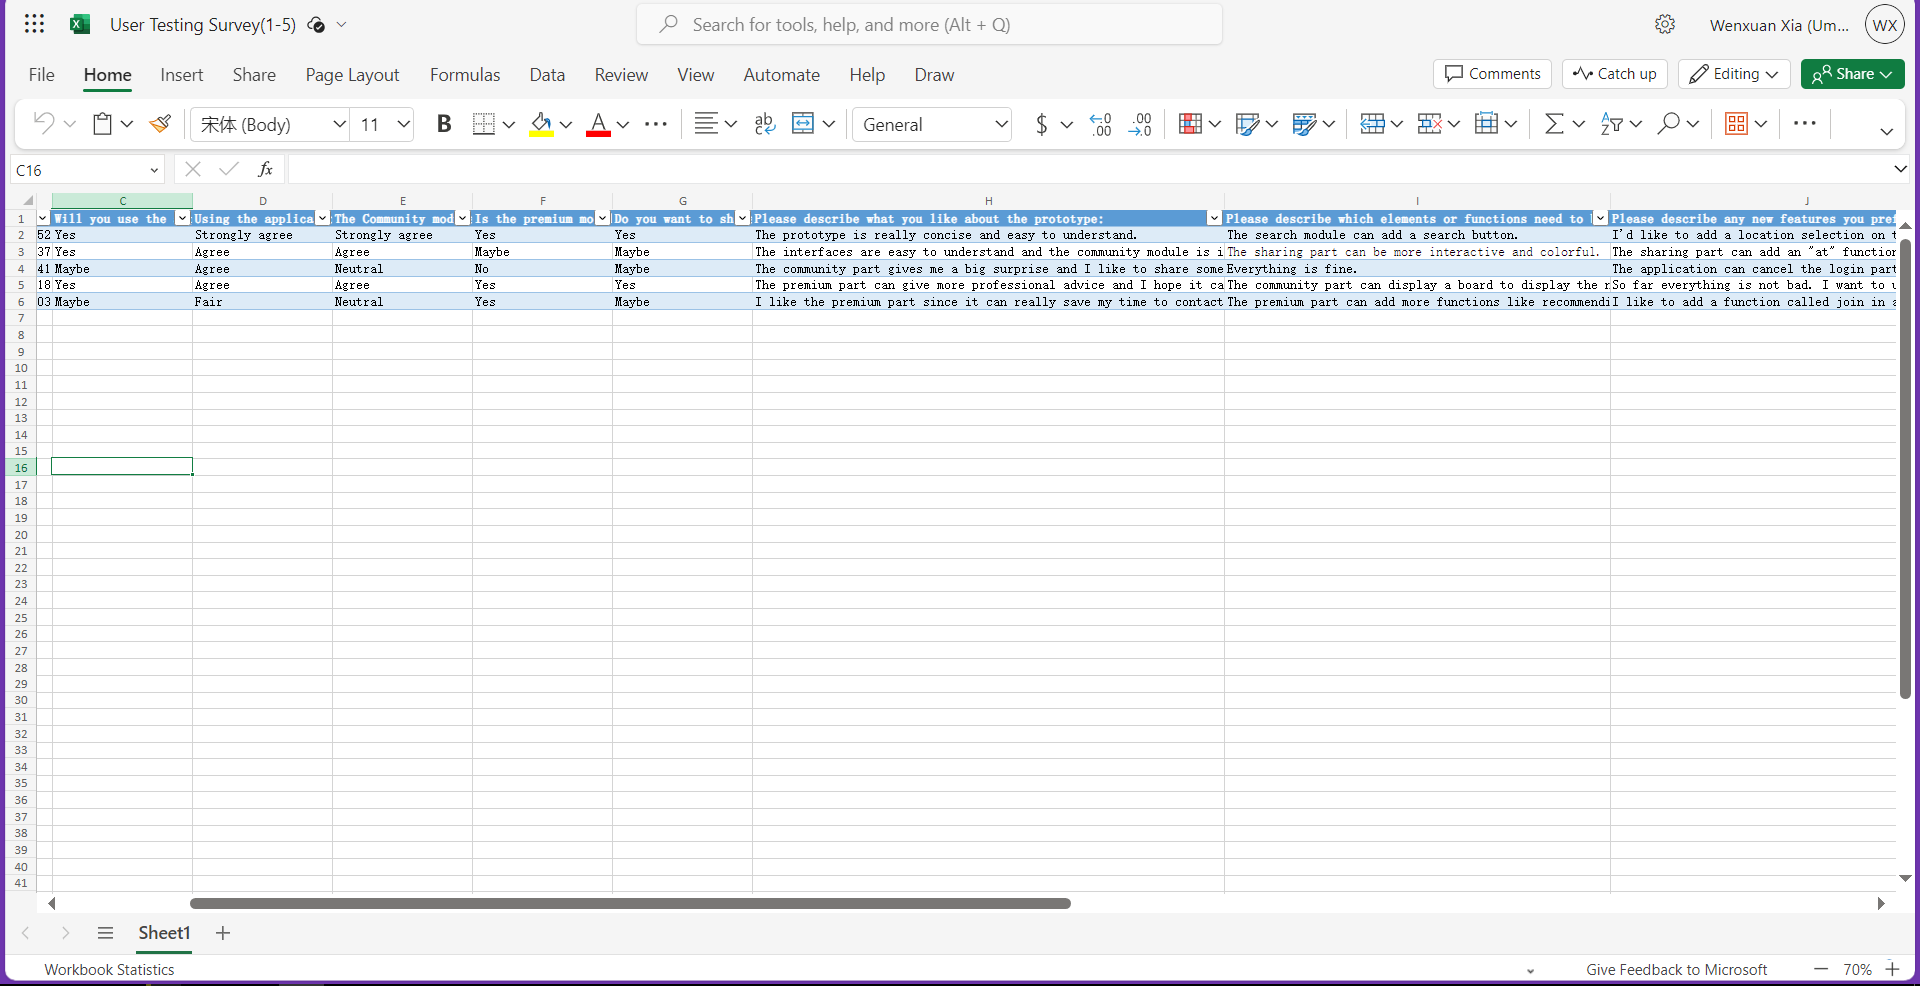 User Testing Survey(1-5)
Search for tools, help, and more (Alt + Q)
Wenxuan Xia (Um...
WX
File Home Insert Share Page Layout Formulas Data Review View Automate Help Draw
Comments Catch up Editing Share
宋体 (Body) 11 B A ab General $ .00 .00
C16 fx
C D E F G H I J
1 Will you use the Using the applica The Community mod Is the premium mo Do you want to sh Please describe what you like about the prototype: Please describe which elements or functions need to Please describe any new features you pref
2 52 Yes Strongly agree Strongly agree Yes Yes The prototype is really concise and easy to understand. The search module can add a search button. I'd like to add a location selection on t
3 37 Yes Agree Agree Maybe Maybe The interfaces are easy to understand and the community module is i The sharing part can be more interactive and colorful. The sharing part can add an "at" function
4 41 Maybe Agree Neutral No Maybe The community part gives me a big surprise and I like to share some Everything is fine. The application can cancel the login part
5 18 Yes Agree Agree Yes Yes The premium part can give more professional advice and I hope it ca The community part can display a board to display the r So far everything is not bad. I want to u
6 03 Maybe Fair Neutral Yes Maybe I like the premium part since it can really save my time to contact The premium part can add more functions like recommendi I like to add a function called join in a
7
8
9
10
11
12
13
14
15
16
17
18
19
20
21
22
23
24
25
26
27
28
29
30
31
32
33
34
35
36
37
38
39
40
41
Sheet1
Workbook Statistics Give Feedback to Microsoft 70%